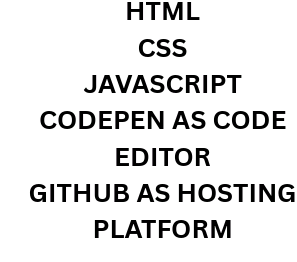 HTML
CSS
JAVASCRIPT
CODEPEN AS CODE
EDITOR
GITHUB AS HOSTING
PLATFORM